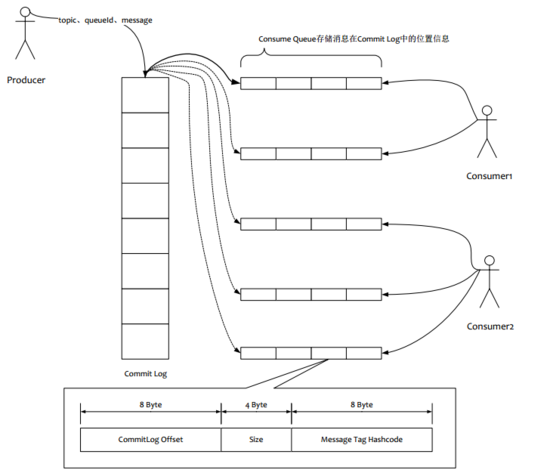 topic、queueId、message
Consume Queue存储消息在Commit Log中的位置信息
Producer
Consumer1
Consumer2
Commit Log
8 Byte
4 Byte
8 Byte
CommitLog Offset
Size
Message Tag Hashcode